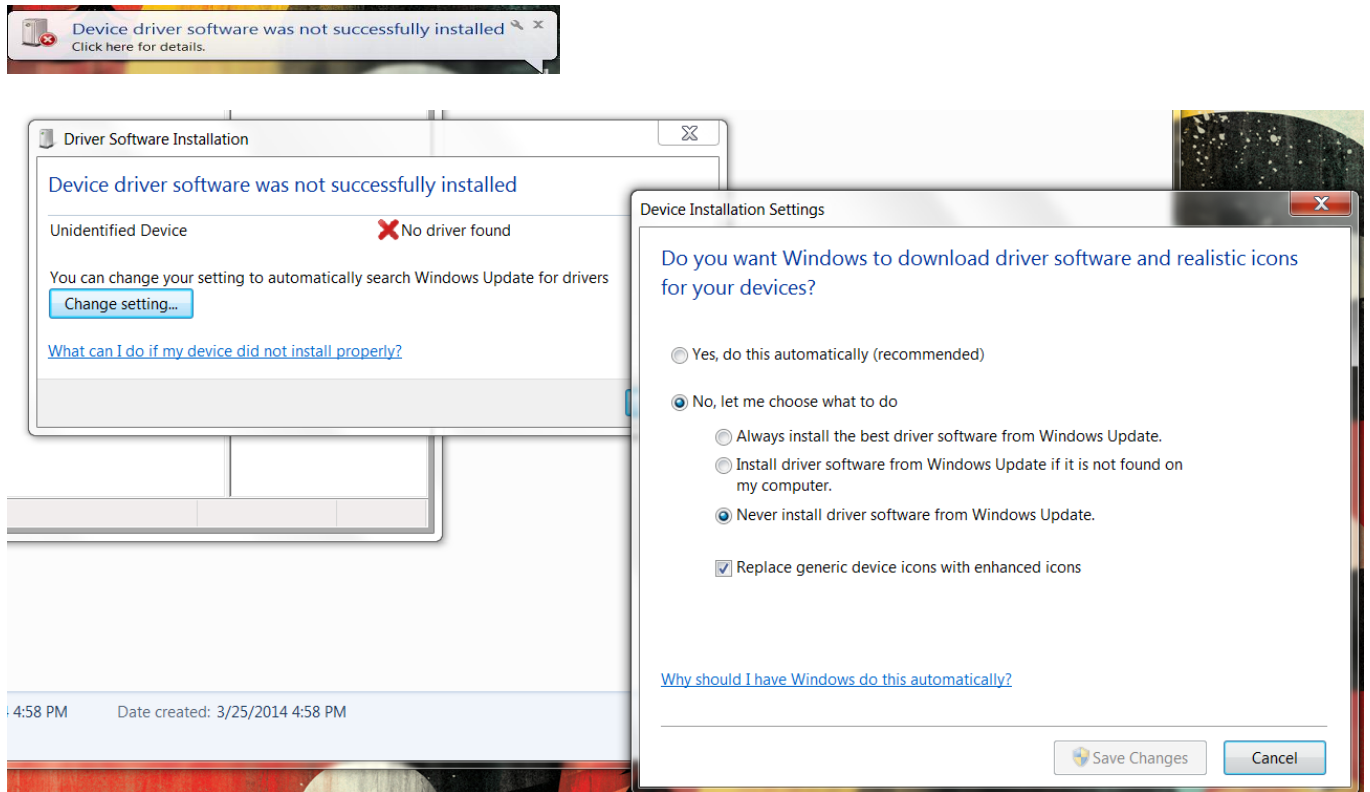 Device driver software was not successfully installed
Click here for details.
Driver Software Installation
Device driver software was not successfully installed
Unidentified Device
No driver found
You can change your setting to automatically search Windows Update for drivers
Change setting...
What can I do if my device did not install properly?
4:58 PM
Date created: 3/25/2014 4:58 PM
Device Installation Settings
Do you want Windows to download driver software and realistic icons
for your devices?
Yes, do this automatically (recommended)
No, let me choose what to do
Always install the best driver software from Windows Update.
Install driver software from Windows Update if it is not found on
my computer.
Never install driver software from Windows Update.
Replace generic device icons with enhanced icons
Why should I have Windows do this automatically?
Save Changes
Cancel